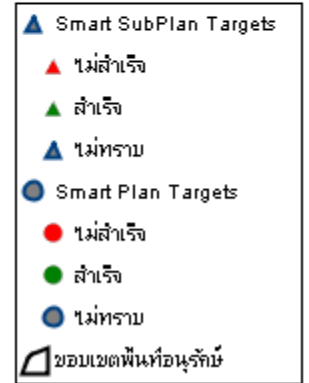 Smart SubPlan Targets
ไม่สำเร็จ
สำเร็จ
ไม่ทราบ
Smart Plan Targets
ไม่สำเร็จ
สำเร็จ
ไม่ทราบ
ขอบเขตพื้นที่อนุรักษ์